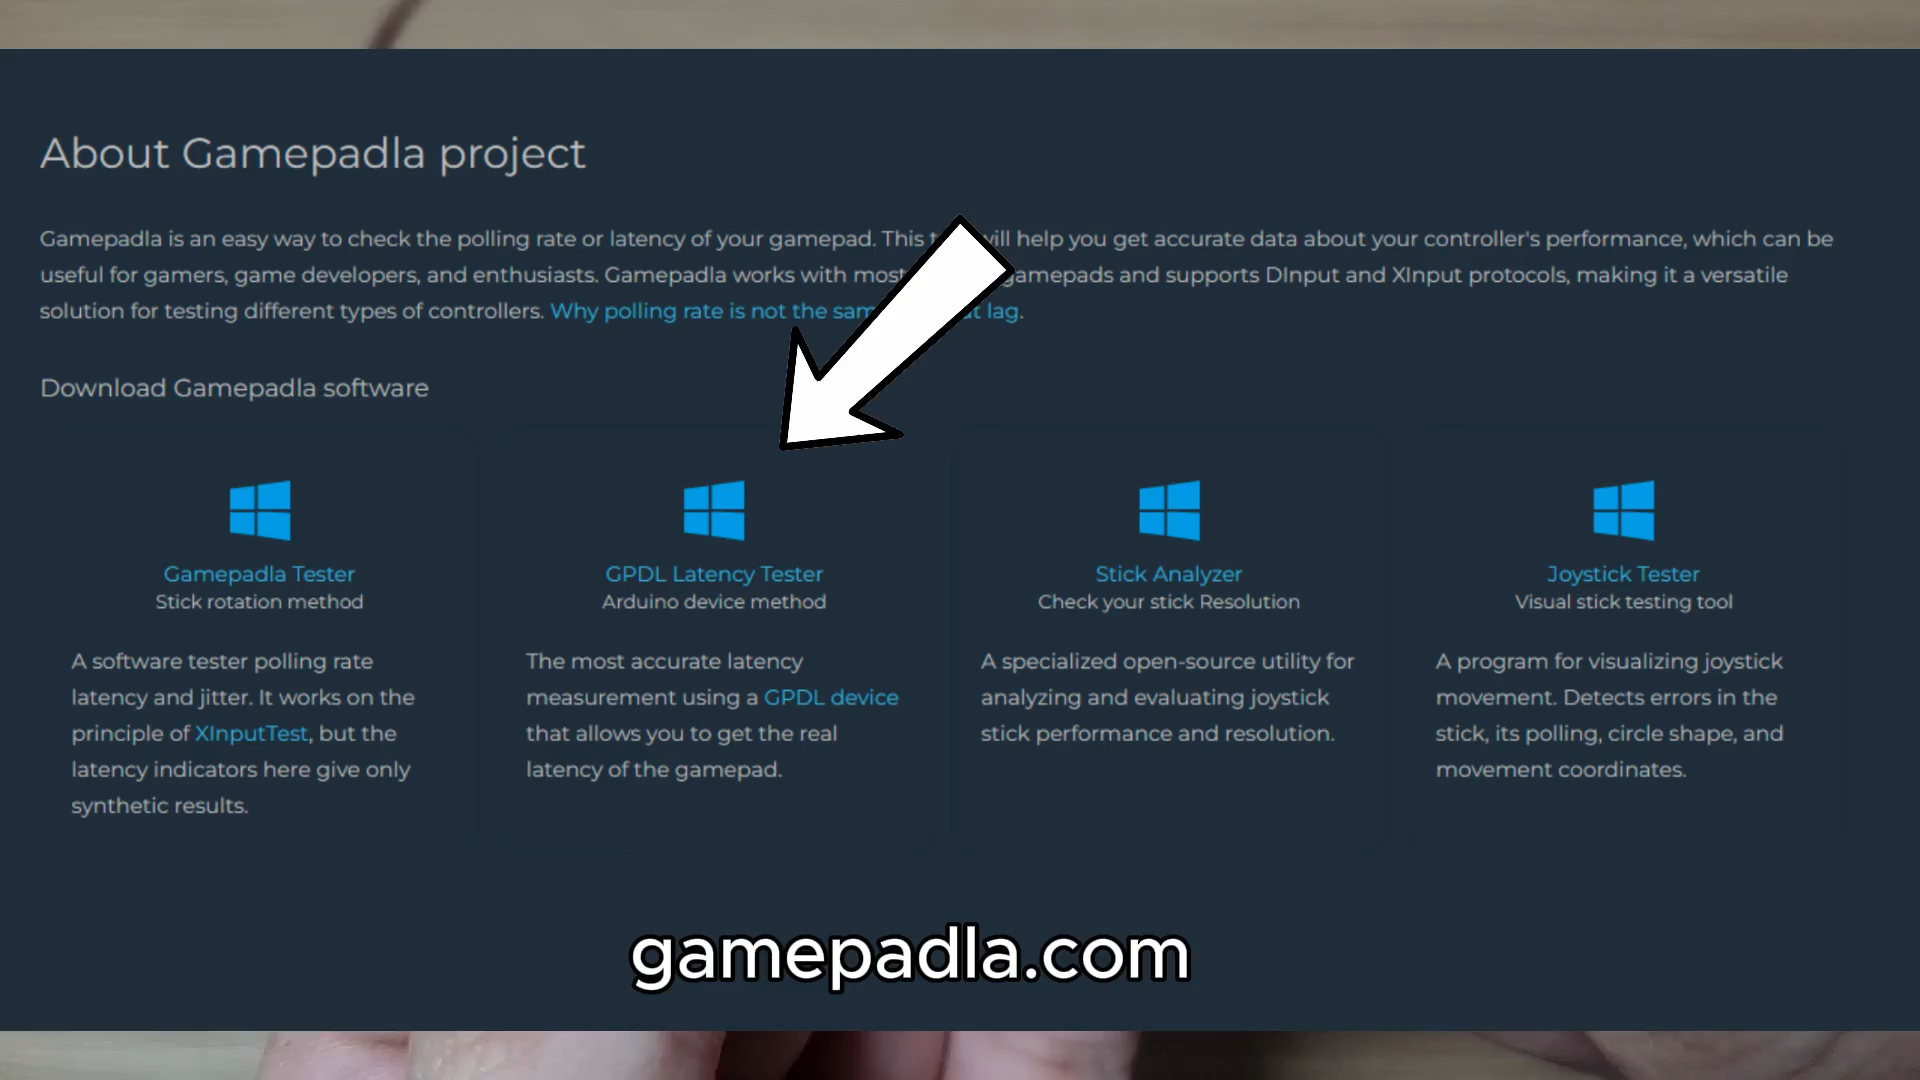 About Gamepadla project
Gamepadla is an easy way to check the polling rate or latency of your gamepad. This will help you get accurate data about your controller's performance, which can be
useful for gamers, game developers, and enthusiasts. Gamepadla works with most gamepads and supports DInput and XInput protocols, making it a versatile
solution for testing different types of controllers. Why polling rate is not the lag.
Download Gamepadla software
Gamepadla Tester
Stick rotation method
A software tester polling rate
latency and jitter. It works on the
principle of XInputTest, but the
latency indicators here give only
synthetic results.
GPDL Latency Tester
Arduino device method
The most accurate latency
measurement using a GPDL device
that allows you to get the real
latency of the gamepad.
Stick Analyzer
Check your stick Resolution
A specialized open-source utility for
analyzing and evaluating joystick
stick performance and resolution.
Joystick Tester
Visual stick testing tool
A program for visualizing joystick
movement. Detects errors in the
stick, its polling, circle shape, and
movement coordinates.
gamepadla.com